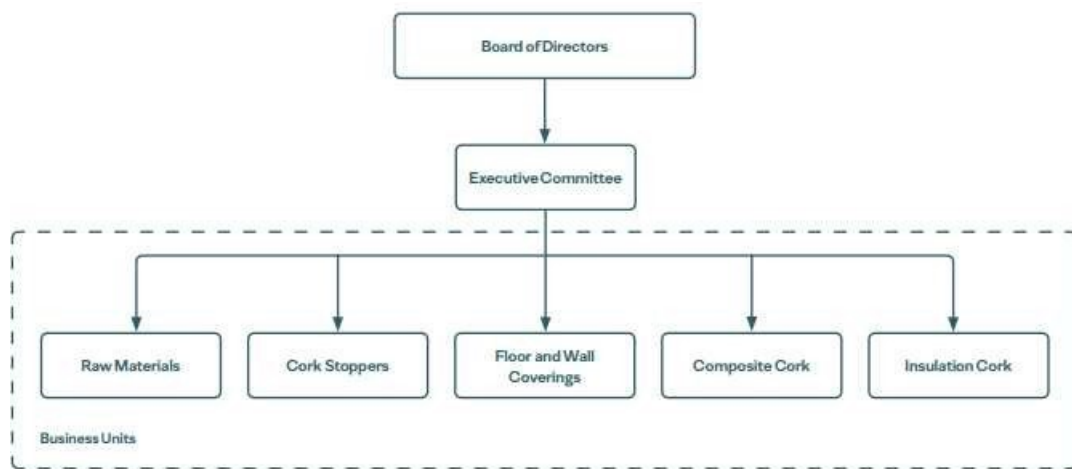 Board of Directors
Executive Committee
Raw Materials
Cork Stoppers
Floor and Wall
Coverings
Composite Cork
Insulation Cork
Business Units